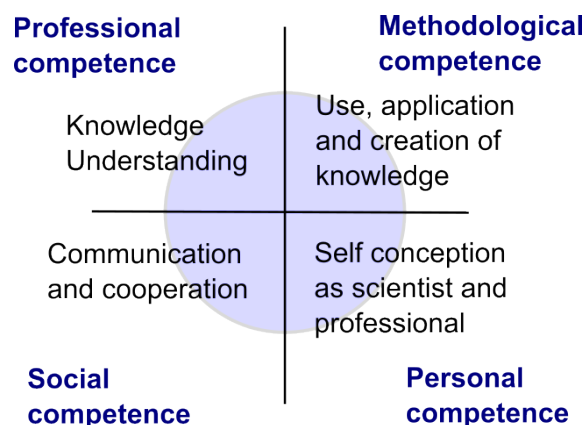 Professional
competence
Methodological
competence
Knowledge
Understanding
Use, application
and creation of
knowledge
Communication
and cooperation
Self conception
as scientist and
professional
Social
competence
Personal
competence